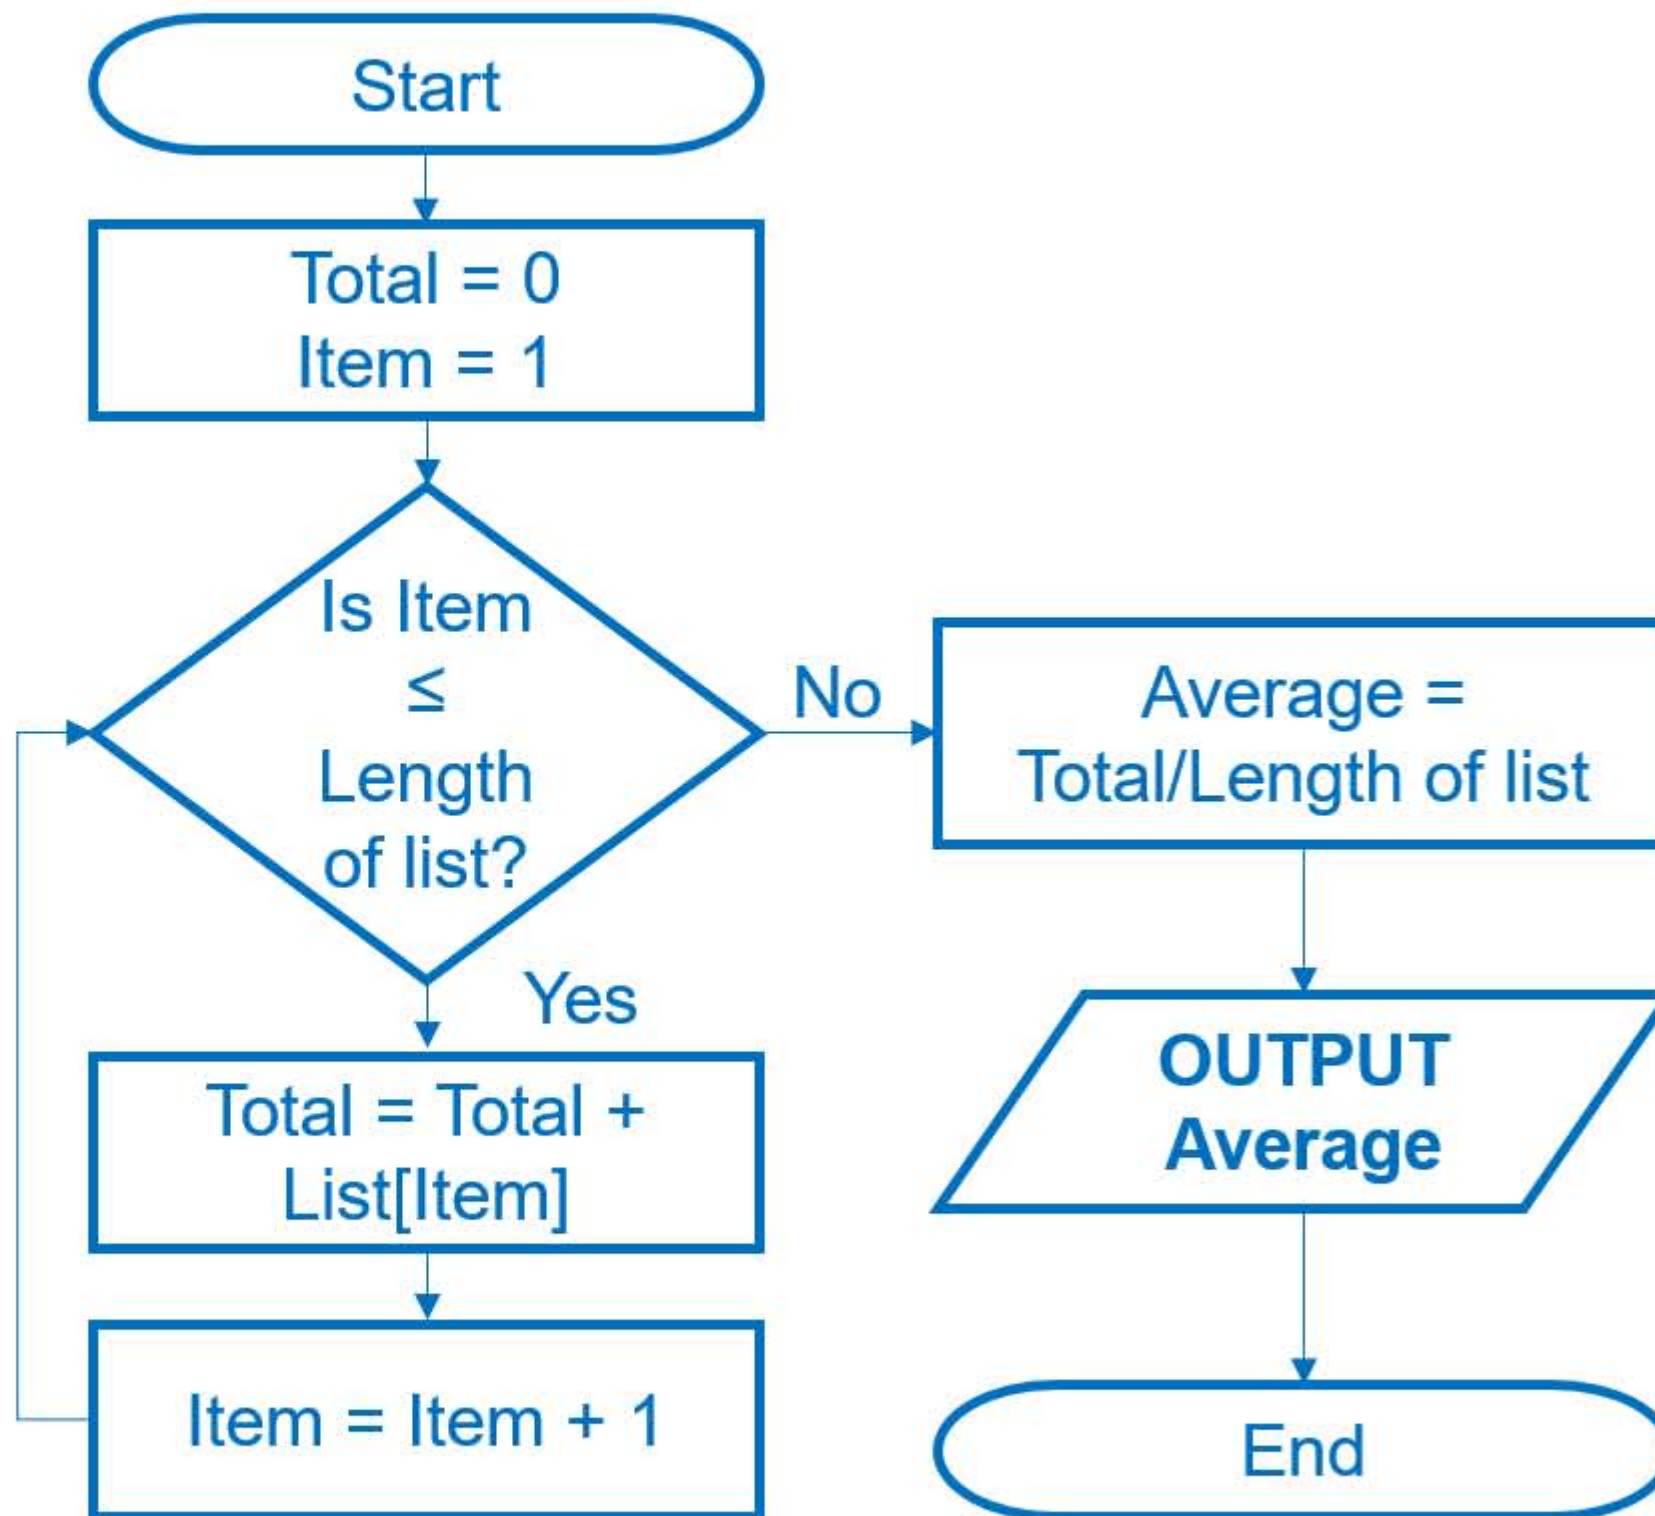 Start
Total = 0
Item = 1
Is Item
≤
Length
of list?
No
Average =
Total/Length of list
Yes
Total = Total +
List[Item]
OUTPUT
Average
Item = Item + 1
End